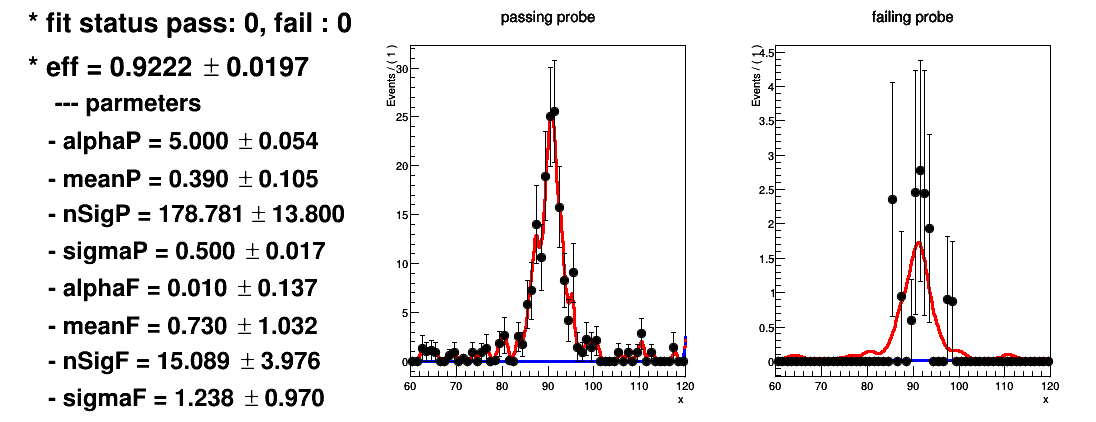 * fit status pass: 0, fail : 0
* eff = 0.9222 ± 0.0197
--- parmeters
- alphaP = 5.000 ± 0.054
- meanP = 0.390 ± 0.105
- nSigP = 178.781 ± 13.800
- sigmaP = 0.500 ± 0.017
- alphaF = 0.010 ± 0.137
- meanF = 0.730 ± 1.032
- nSigF = 15.089 ± 3.976
- sigmaF = 1.238 ± 0.970
passing probe
Events / ( 1 )
30
25
20
15
10
5
0
60 70 80 90 100 110 120
x
failing probe
Events / ( 1 )
4.5
4
3.5
3
2.5
2
1.5
1
0.5
0
60 70 80 90 100 110 120
x